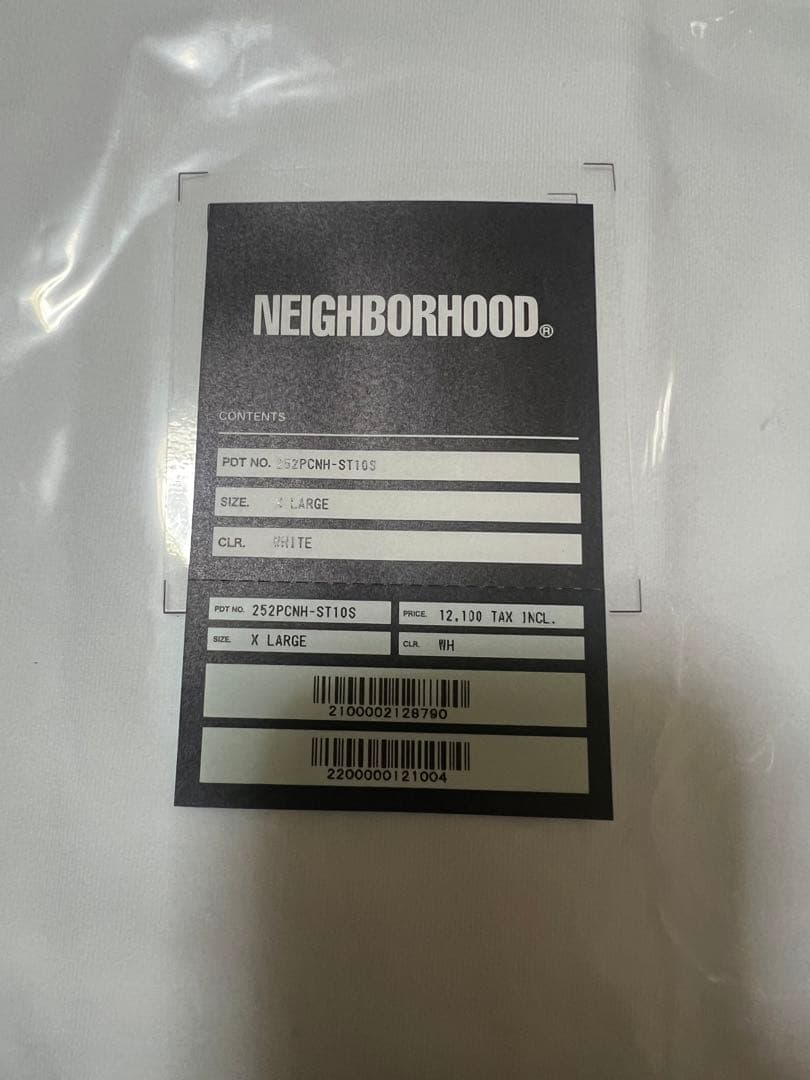 NEIGHBORHOOD®
CONTENTS
PDT NO. 252PCNH-ST10S
SIZE. X LARGE
CLR. WHITE
PDT NO. 252PCNH-ST10S
PRICE. 12,100 TAX INCL.
SIZE. X LARGE
CLR. WH
2100002128790
2200000121004